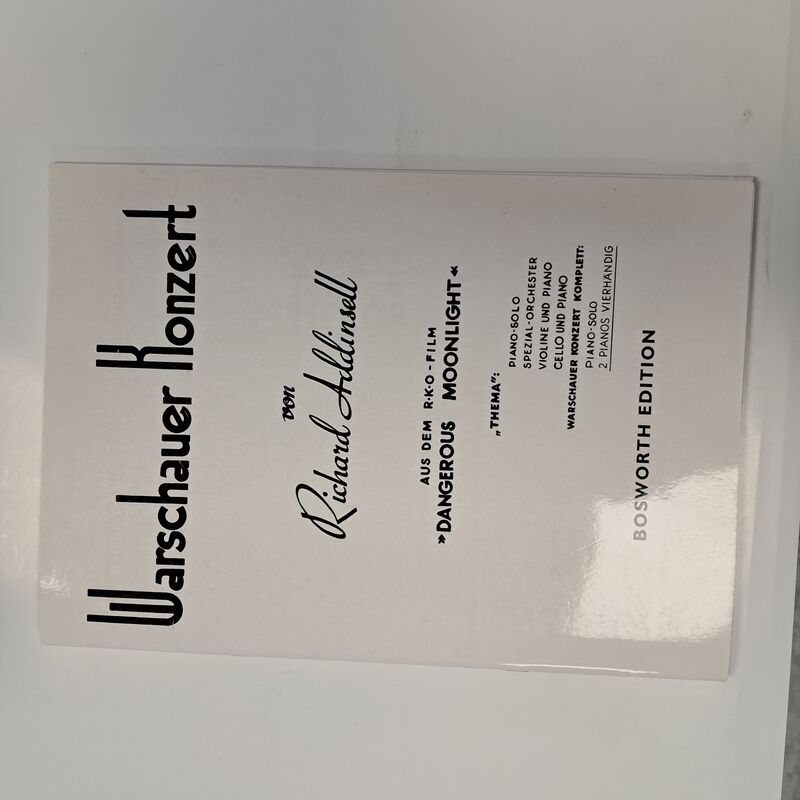 Warschauer Konzert
von
Richard Addinsell
AUS DEM R·K·O-FILM
»DANGEROUS MOONLIGHT«
„THEMA”:
PIANO-SOLO
SPEZIAL-ORCHESTER
VIOLINE UND PIANO
CELLO UND PIANO
WARSCHAUER KONZERT KOMPLETT:
PIANO-SOLO
2 PIANOS VIERHANDIG
BOSWORTH EDITION